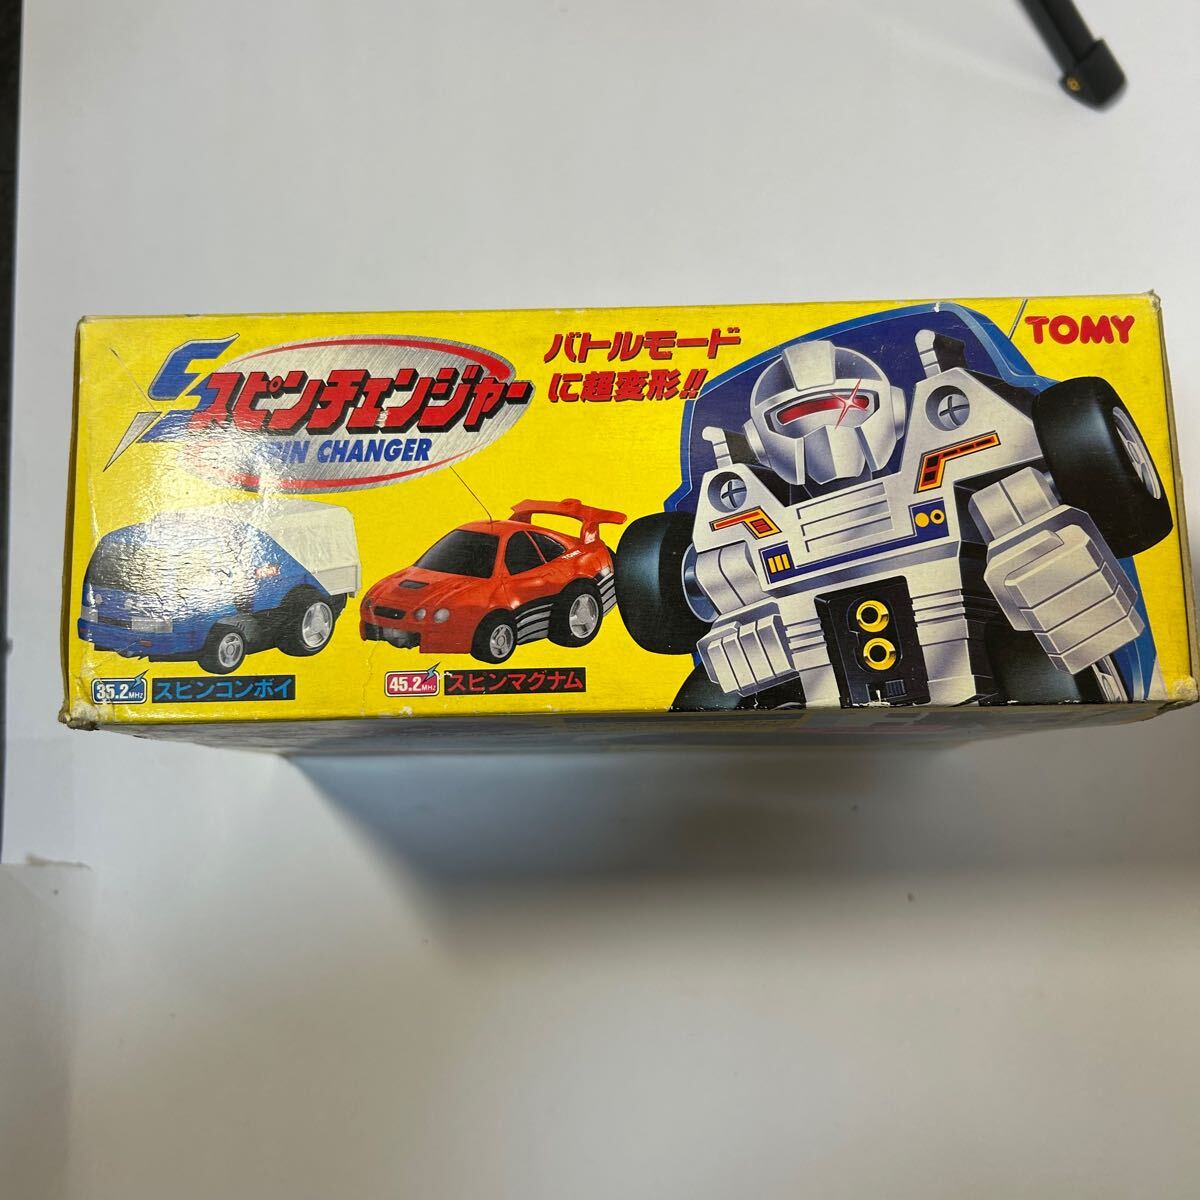 スピンチェンジャー
SPIN CHANGER
バトルモード
に超変形!!
TOMY
35.2MHz スピンコンボイ
45.2MHz スピンマグナム
TOMY